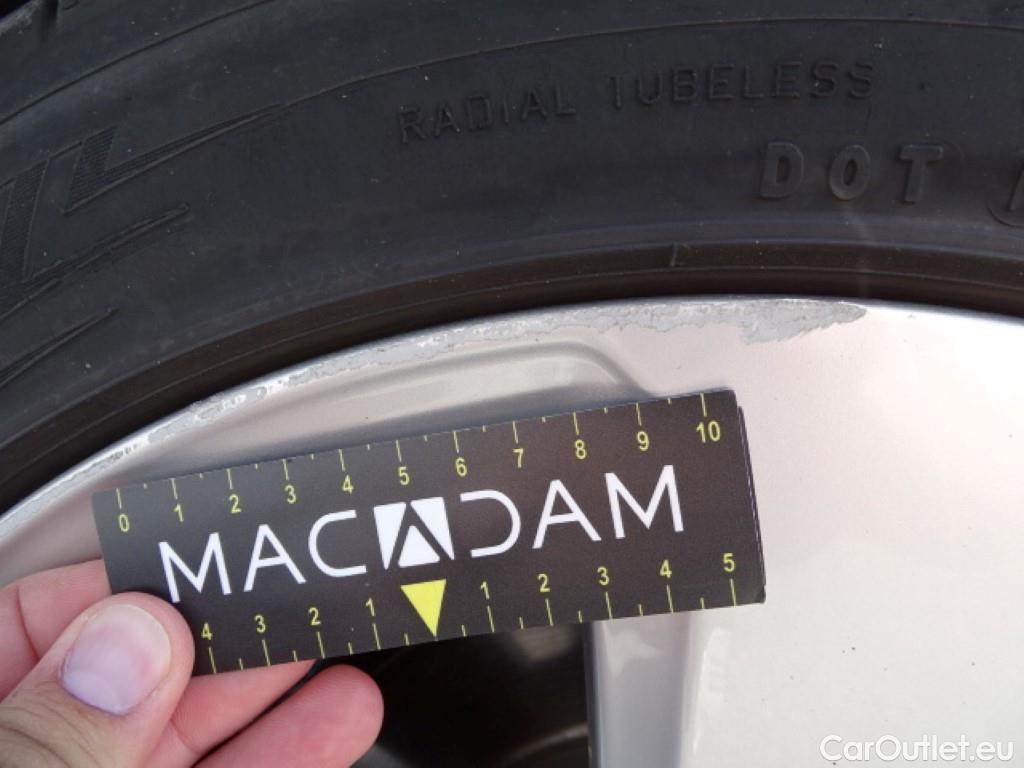 RADIAL TUBELESS
DOT
0 1 2 3 4 5 6 7 8 9 10
MACADAM
4 3 2 1 1 2 3 4 5
CarOutlet.eu